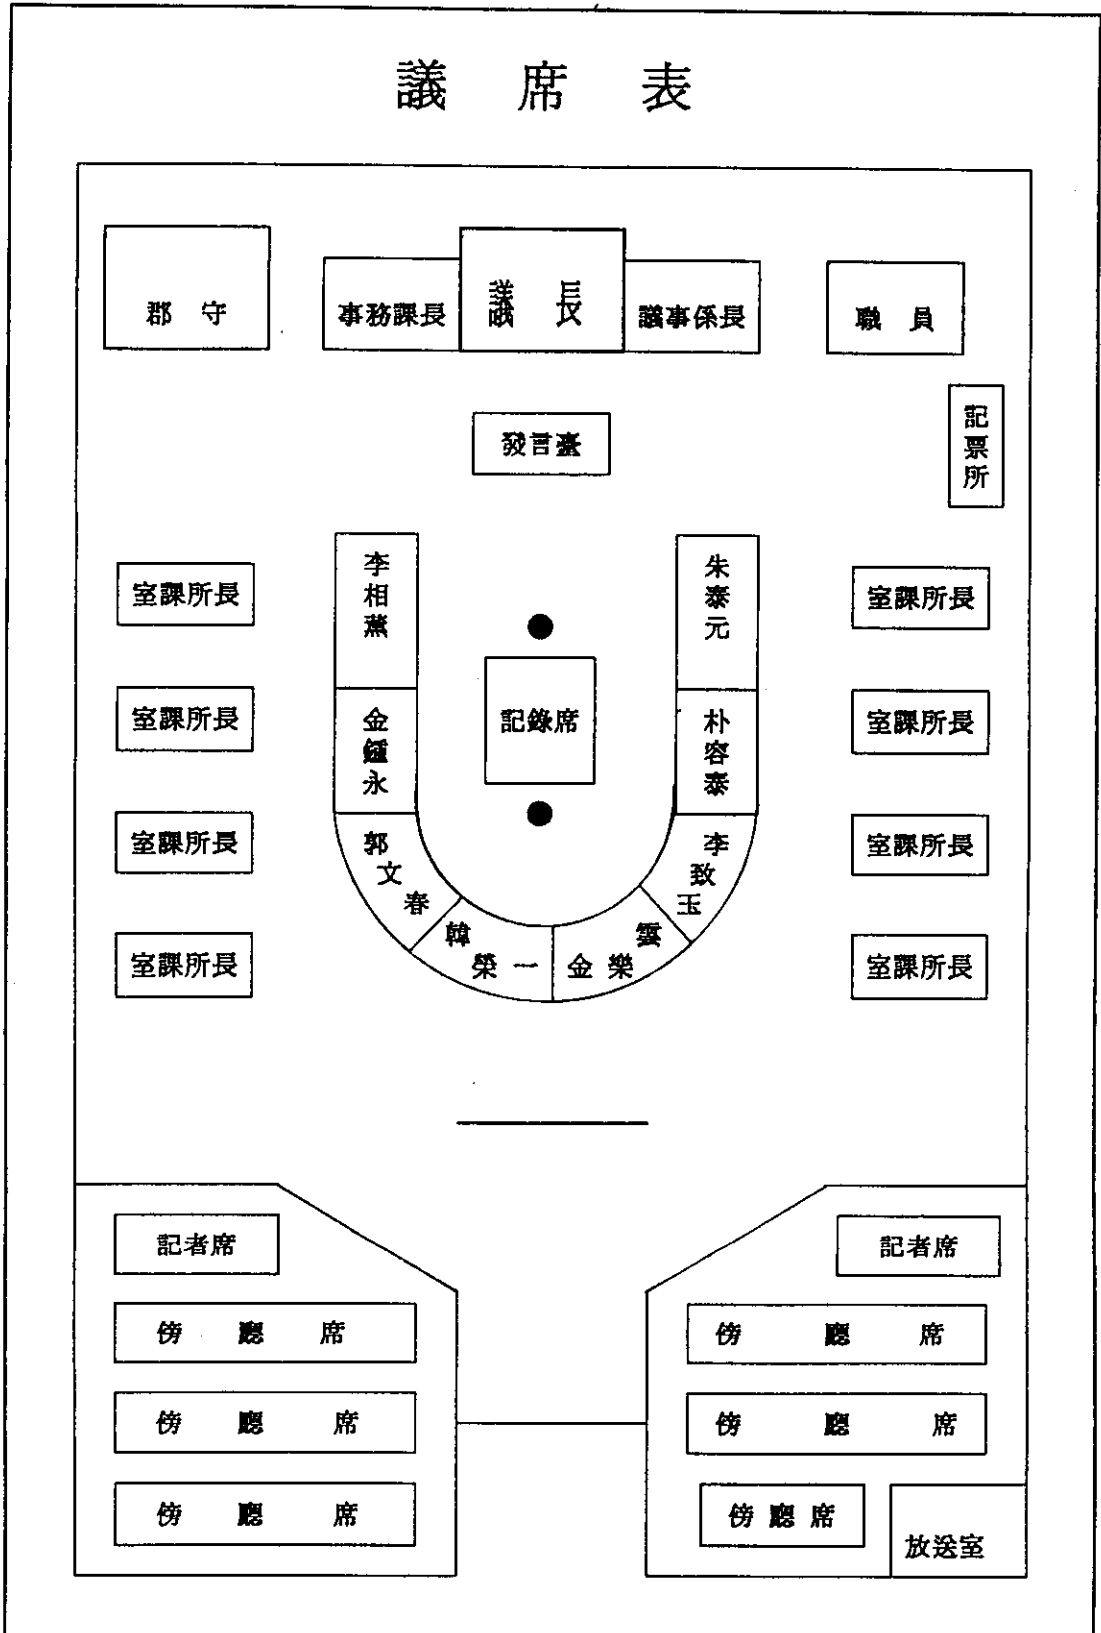 議席表
郡守
事務課長
議長
議事係長
職員
發言臺
記票所
李相薰
朱泰元
室課所長
室課所長
記錄席
金鍾永
朴容泰
室課所長
室課所長
郭文春
李致玉
室課所長
室課所長
韓榮一
金樂雲
室課所長
室課所長
記者席
記者席
傍聽席
傍聽席
傍聽席
傍聽席
傍聽席
傍聽席
放送室